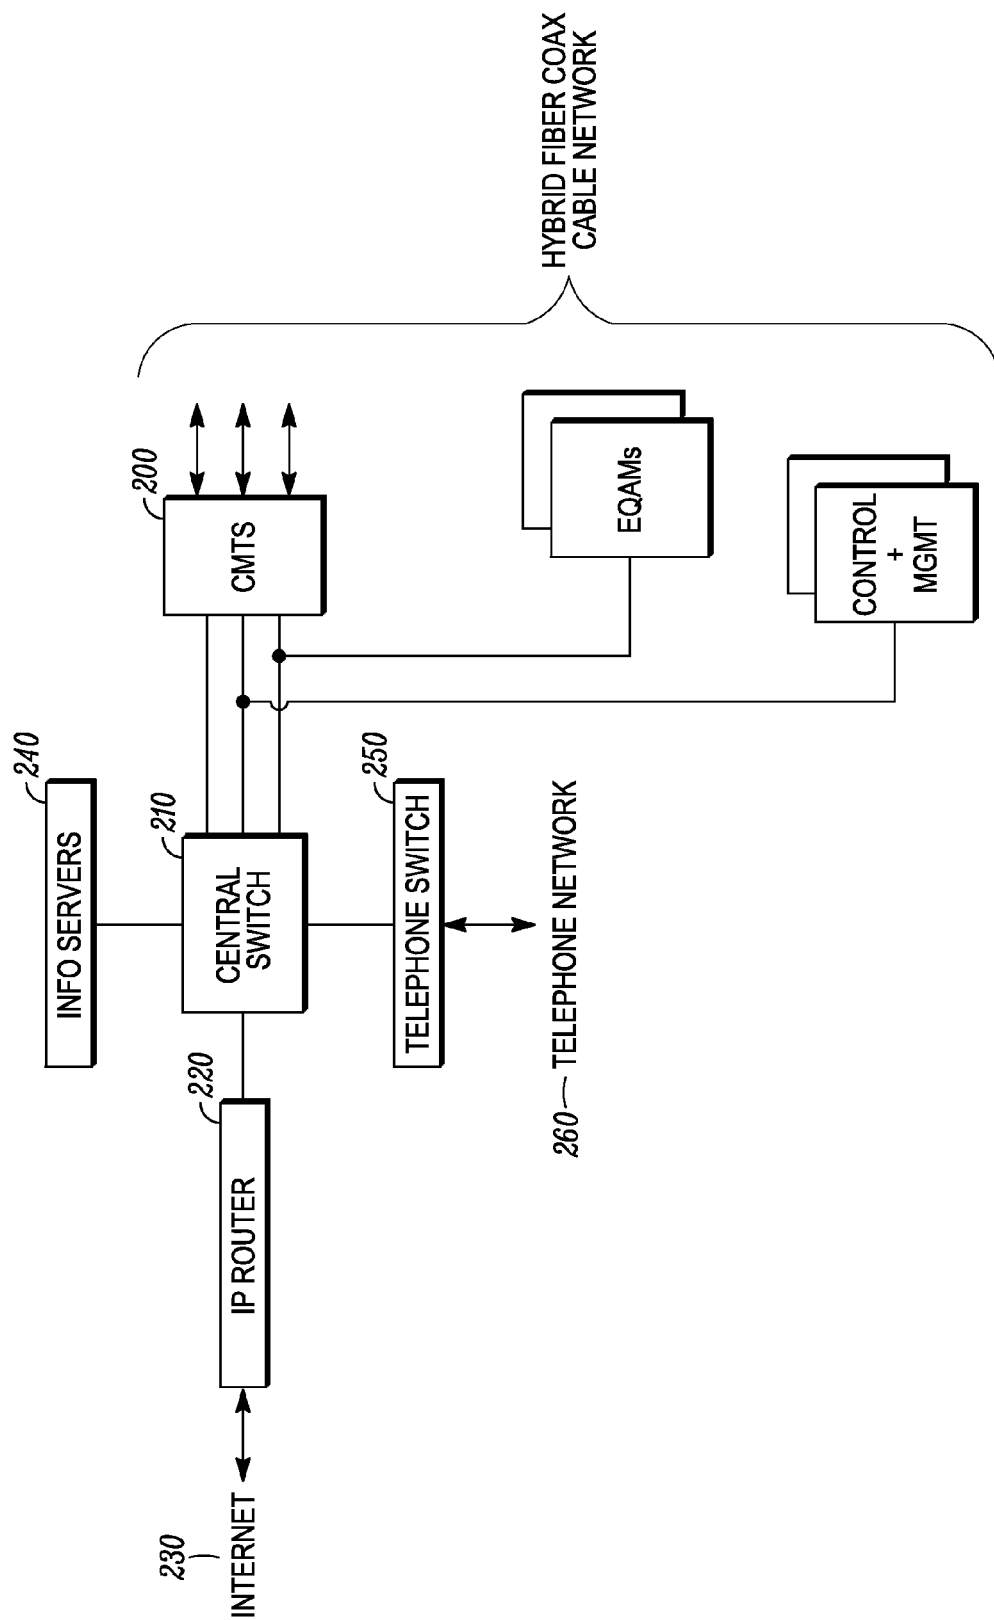 240
INFO SERVERS
230
INTERNET
220
IP ROUTER
210
CENTRAL
SWITCH
200
CMTS
250
TELEPHONE SWITCH
260
TELEPHONE NETWORK
EQAMs
CONTROL
+
MGMT
HYBRID FIBER COAX
CABLE NETWORK